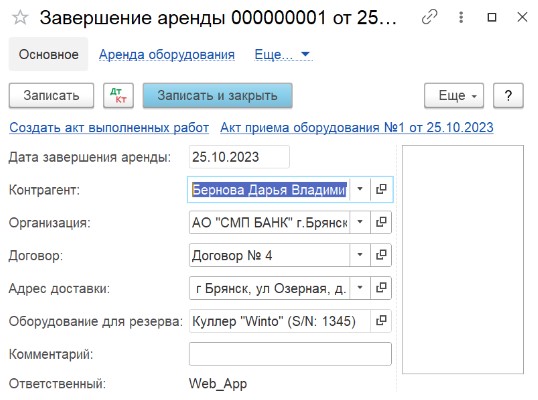 Завершение аренды 000000001 от 25...
Основное Аренда оборудования Еще...
Записать Дт Кт Записать и закрыть Еще ?
Создать акт выполненных работ Акт приема оборудования №1 от 25.10.2023
Дата завершения аренды: 25.10.2023
Контрагент: Бернова Дарья Владими
Организация: АО "СМП БАНК" г.Брянск
Договор: Договор № 4
Адрес доставки: г Брянск, ул Озерная, д.
Оборудование для резерва: Куллер "Winto" (S/N: 1345)
Комментарий:
Ответственный: Web_App